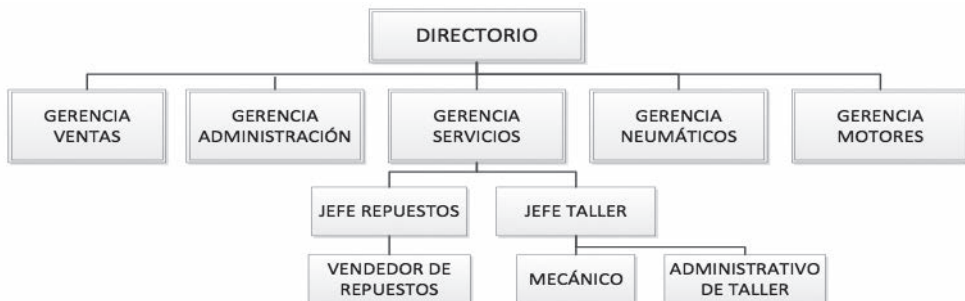 DIRECTORIO
GERENCIA
VENTAS
GERENCIA
ADMINISTRACIÓN
GERENCIA
SERVICIOS
GERENCIA
NEUMÁTICOS
GERENCIA
MOTORES
JEFE REPUESTOS
JEFE TALLER
VENDEDOR DE
REPUESTOS
MECÁNICO
ADMINISTRATIVO
DE TALLER